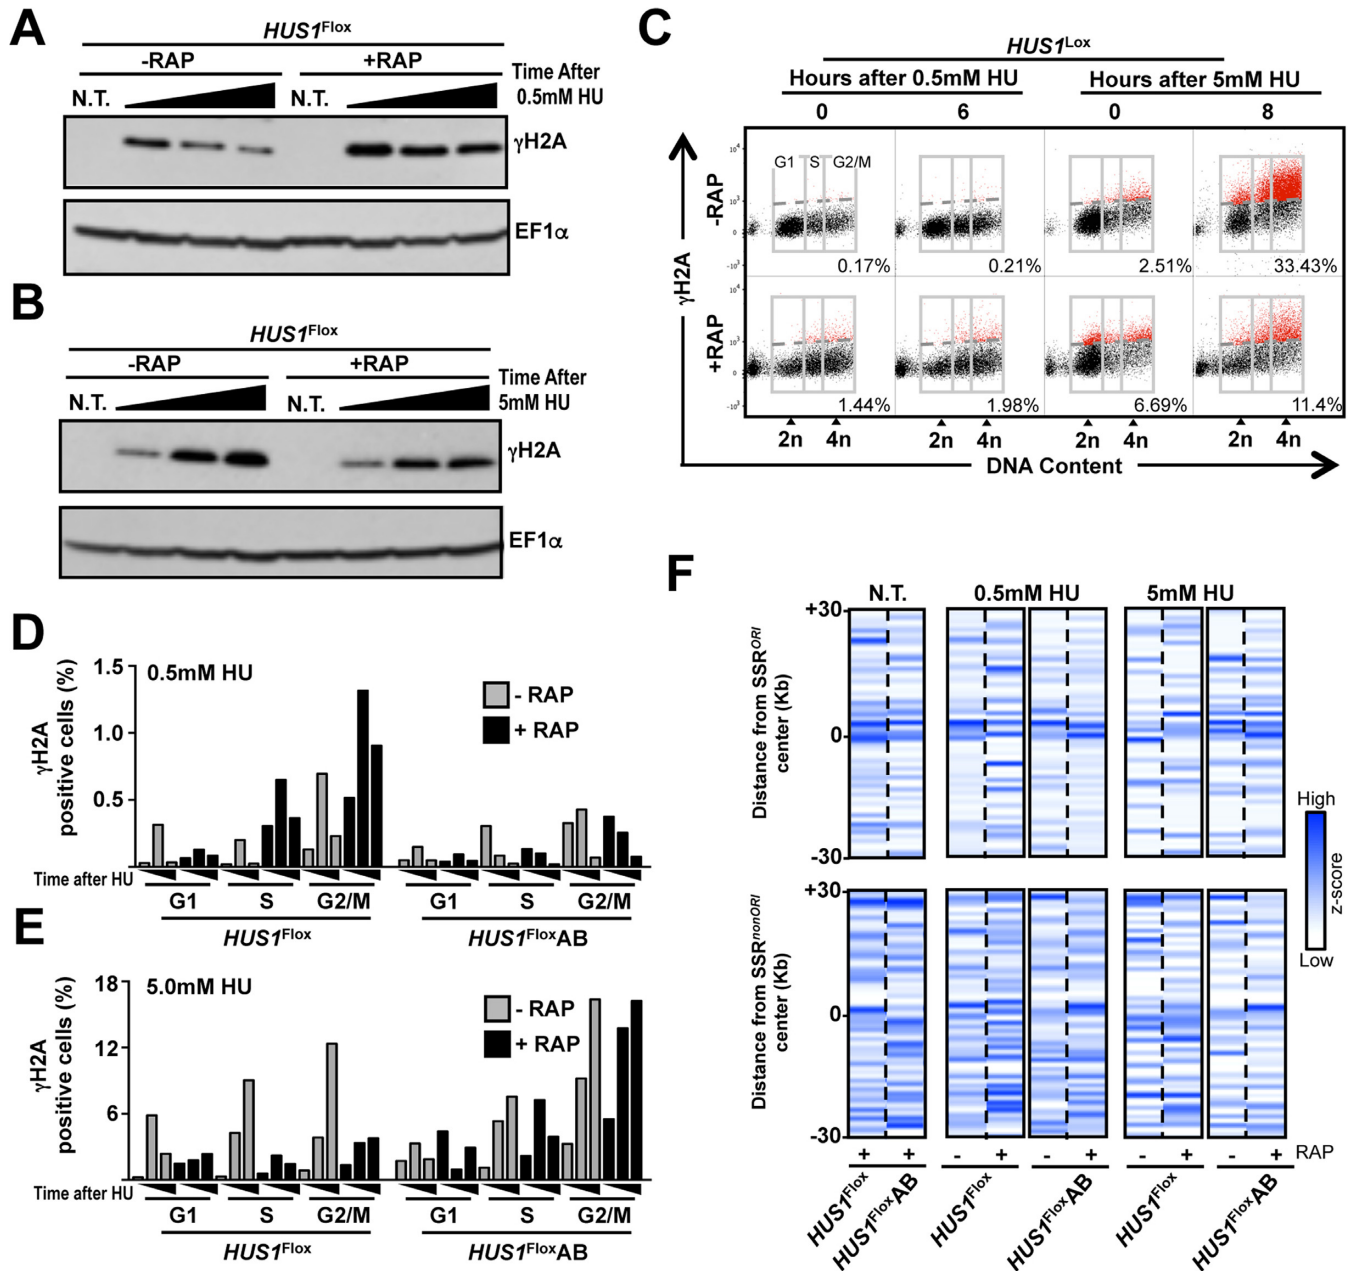 A
HUS1Flox
-RAP
+RAP
N.T.
N.T.
Time After
0.5mM HU
γH2A
EF1α
B
HUS1Flox
-RAP
+RAP
N.T.
N.T.
Time After
5mM HU
γH2A
EF1α
C
HUS1Lox
Hours after 0.5mM HU
Hours after 5mM HU
0
6
0
8
γH2A
-RAP
+RAP
10⁴
10³
0
-10³
10⁴
10³
0
-10³
G1
S
G2/M
0.17%
0.21%
2.51%
33.43%
1.44%
1.98%
6.69%
11.4%
2n
4n
2n
4n
2n
4n
2n
4n
DNA Content
D
γH2A
positive cells (%)
1.5
1.0
0.5
0.5mM HU
- RAP
+ RAP
Time after HU
G1
S
G2/M
G1
S
G2/M
HUS1Flox
HUS1FloxAB
E
γH2A
positive cells (%)
18
12
6
5.0mM HU
- RAP
+ RAP
Time after HU
G1
S
G2/M
G1
S
G2/M
HUS1Flox
HUS1FloxAB
F
N.T.
0.5mM HU
5mM HU
Distance from SSRORI
center (Kb)
+30
0
-30
Distance from SSRnonORI
center (Kb)
+30
0
-30
High
z-score
Low
+
+
-
+
-
+
-
+
-
+
RAP
HUS1Flox
HUS1FloxAB
HUS1Flox
HUS1FloxAB
HUS1Flox
HUS1FloxAB